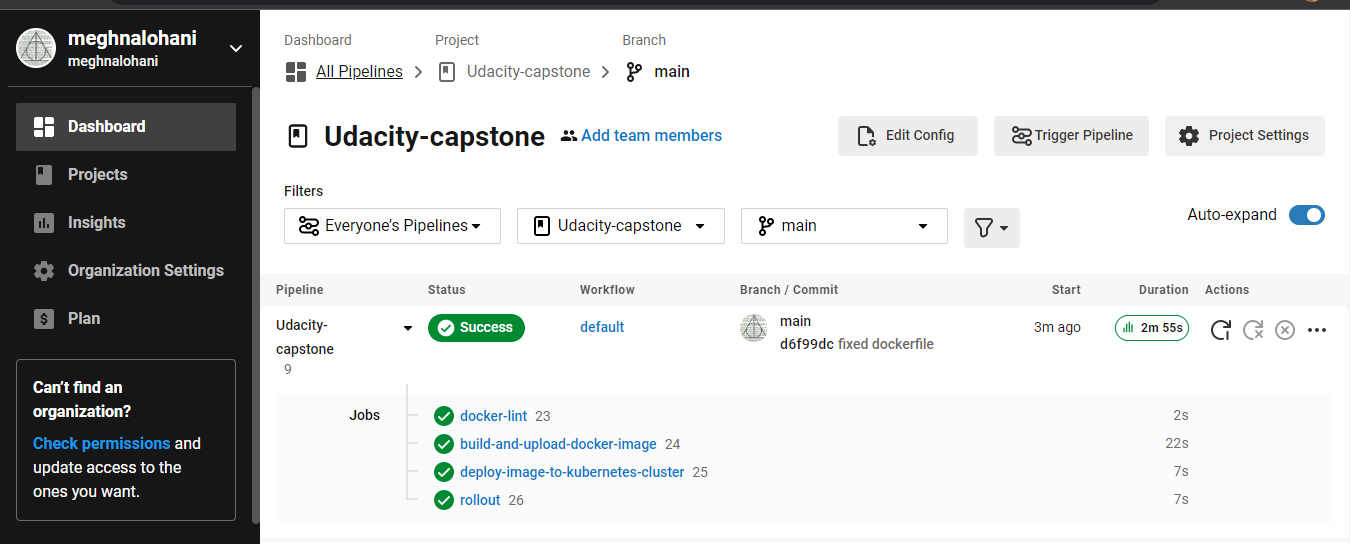 meghnalohani
meghnalohani
Dashboard
Projects
Insights
Organization Settings
Plan
Can't find an
organization?
Check permissions and
update access to the
ones you want.
Dashboard Project Branch
All Pipelines Udacity-capstone main
Udacity-capstone Add team members Edit Config Trigger Pipeline Project Settings
Filters
Everyone's Pipelines Udacity-capstone main Auto-expand
Pipeline Status Workflow Branch / Commit Start Duration Actions
Udacity- Success default main 3m ago 2m 55s
capstone d6f99dc fixed dockerfile
9
Jobs docker-lint 23 2s
build-and-upload-docker-image 24 22s
deploy-image-to-kubernetes-cluster 25 7s
rollout 26 7s